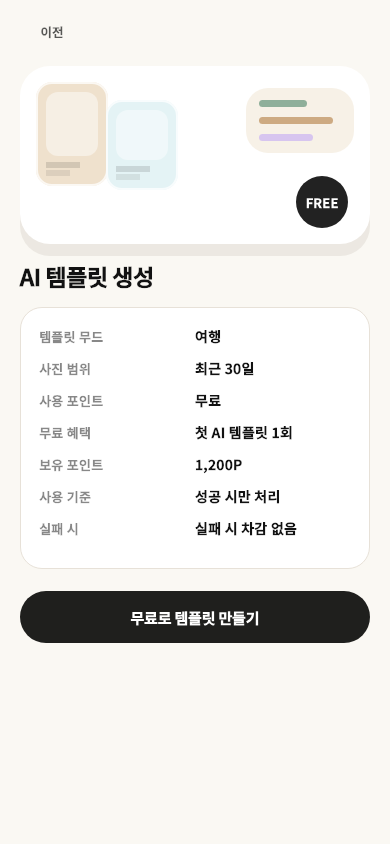 이전
FREE
AI 템플릿 생성
템플릿 무드 여행
사진 범위 최근 30일
사용 포인트 무료
무료 혜택 첫 AI 템플릿 1회
보유 포인트 1,200P
사용 기준 성공 시만 처리
실패 시 실패 시 차감 없음
무료로 템플릿 만들기